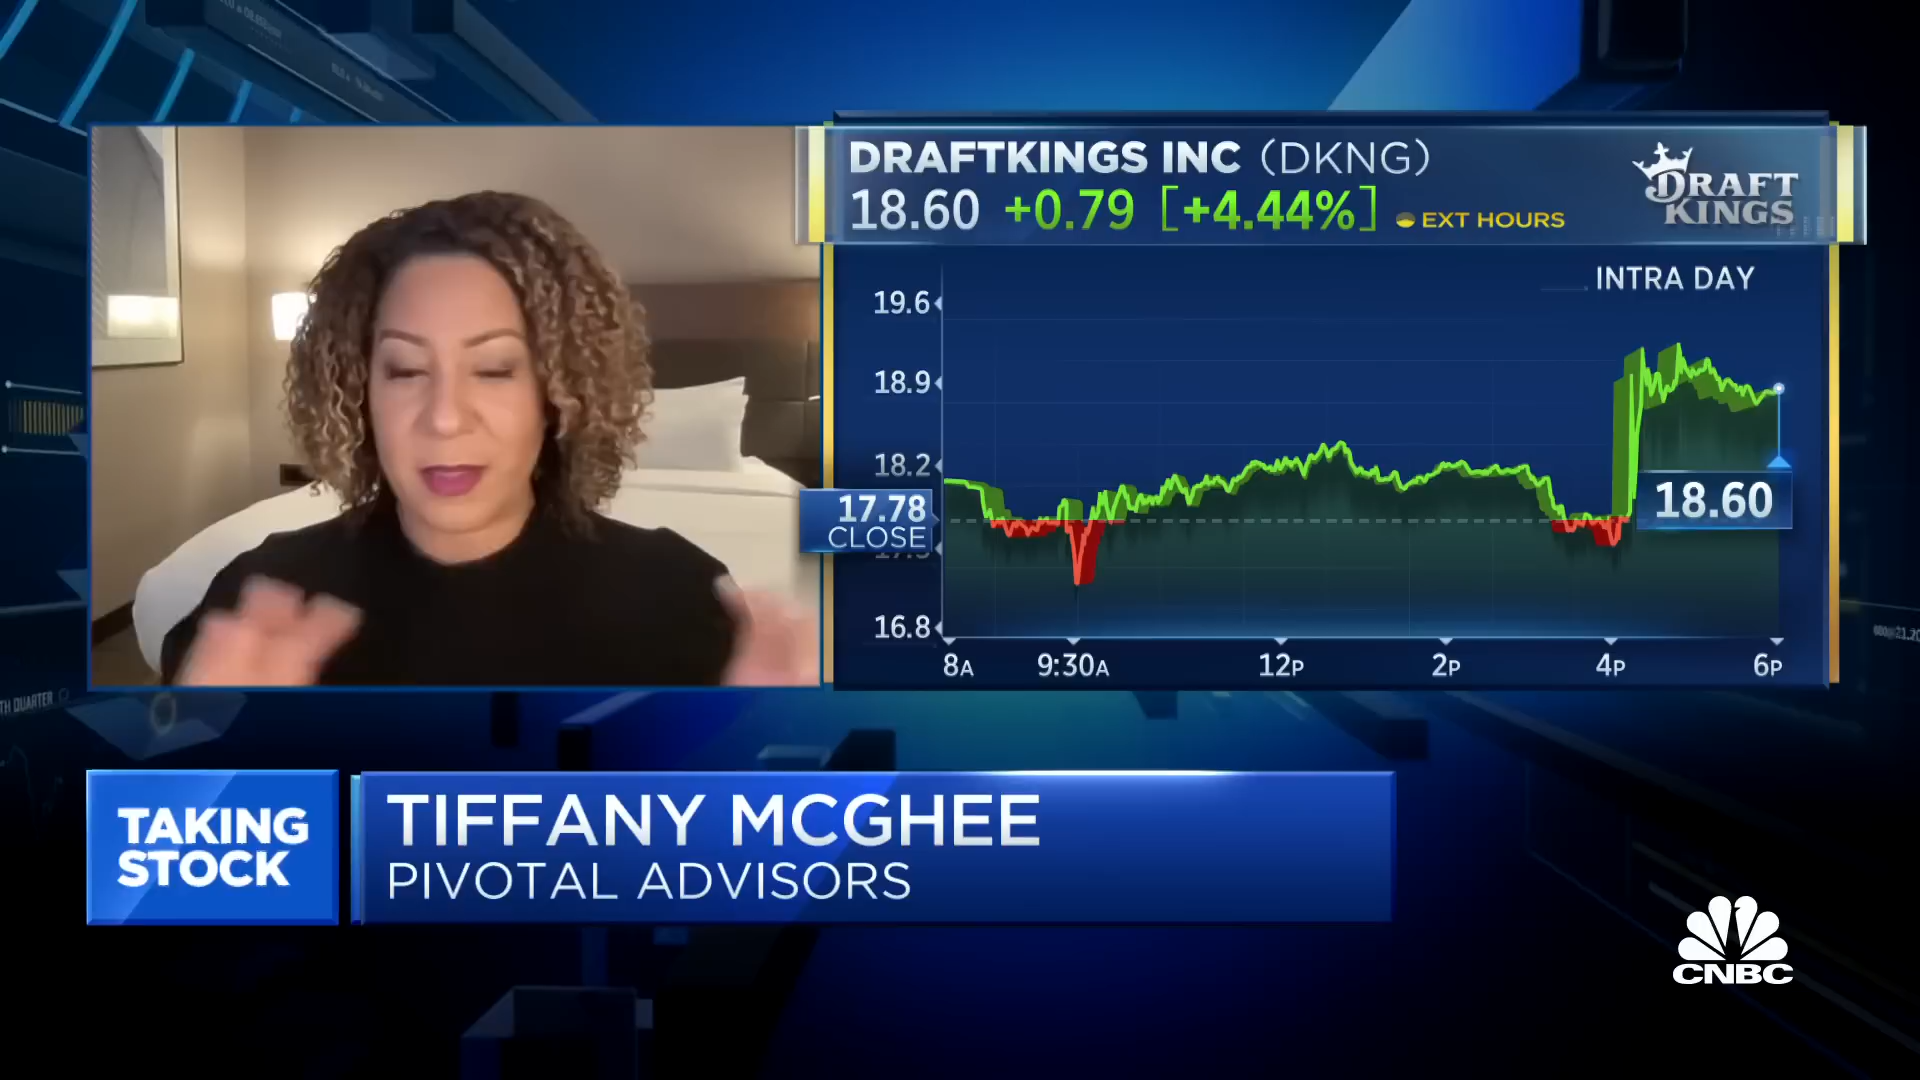 DRAFTKINGS INC (DKNG)
18.60 +0.79 [+4.44%] EXT HOURS
DRAFT
KINGS
INTRA DAY
19.6
18.9
18.2
17.78
CLOSE
16.8
18.60
8A 9:30A 12P 2P 4P 6P
TH QUARTER
TAKING
STOCK
TIFFANY MCGHEE
PIVOTAL ADVISORS
CNBC